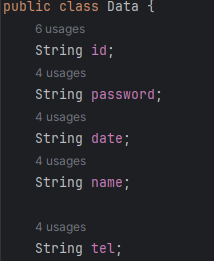 public class Data {
6 usages
String id;
4 usages
String password;
4 usages
String date;
4 usages
String name;
4 usages
String tel;